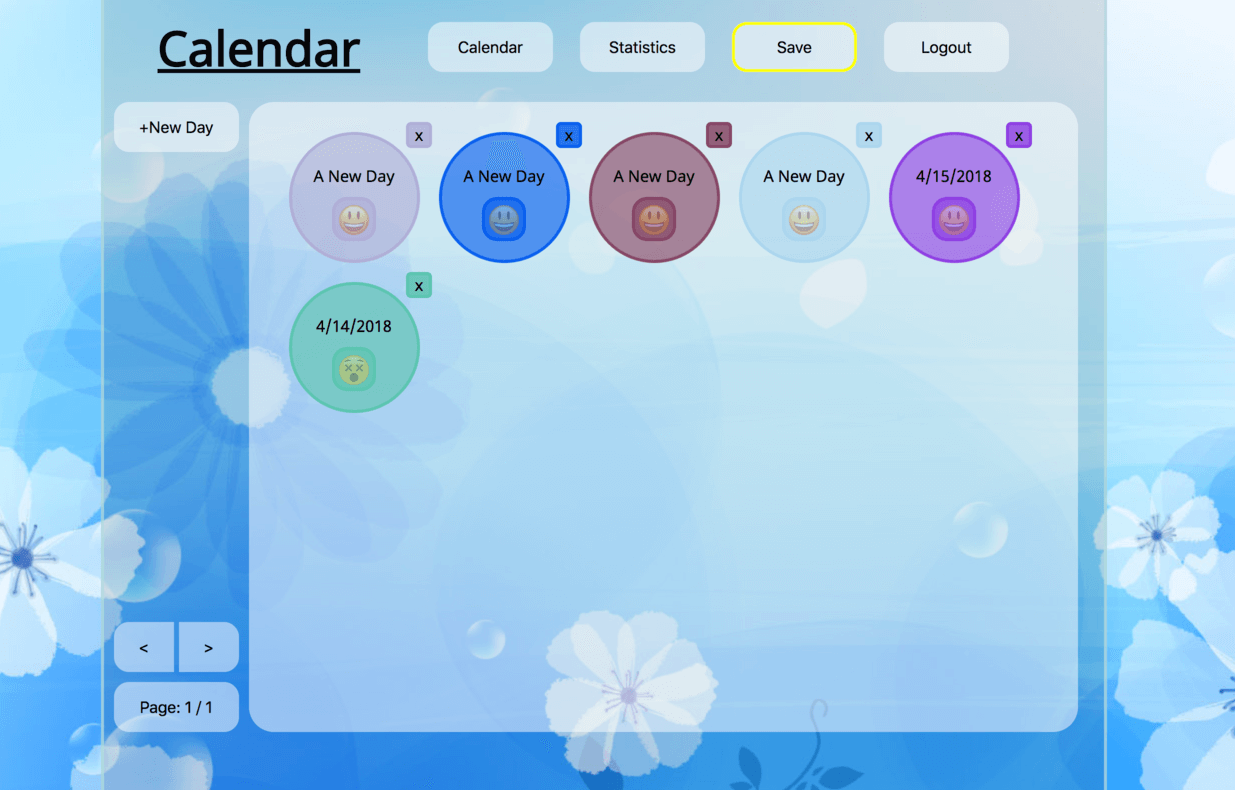 Calendar
Calendar
Statistics
Save
Logout
+New Day
x
x
x
x
x
A New Day
A New Day
A New Day
A New Day
4/15/2018
x
4/14/2018
<
>
Page: 1 / 1